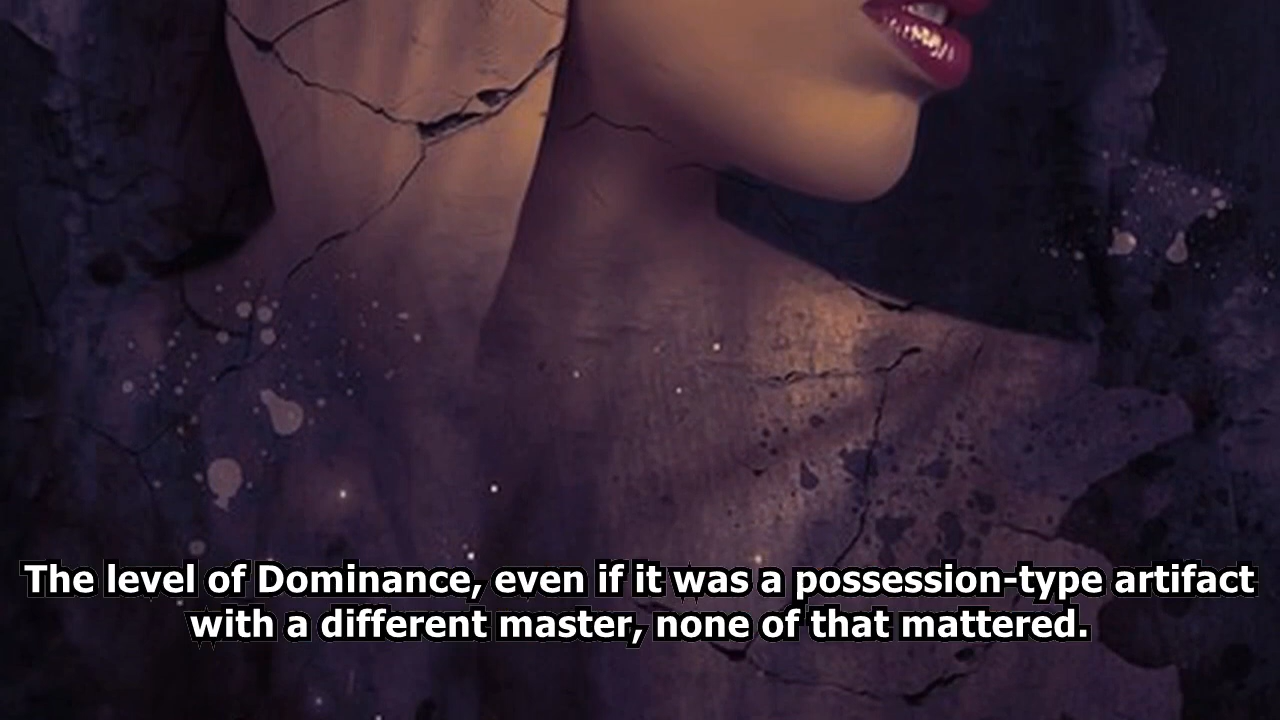 The level of Dominance, even if it was a possession-type artifact
with a different master, none of that mattered.